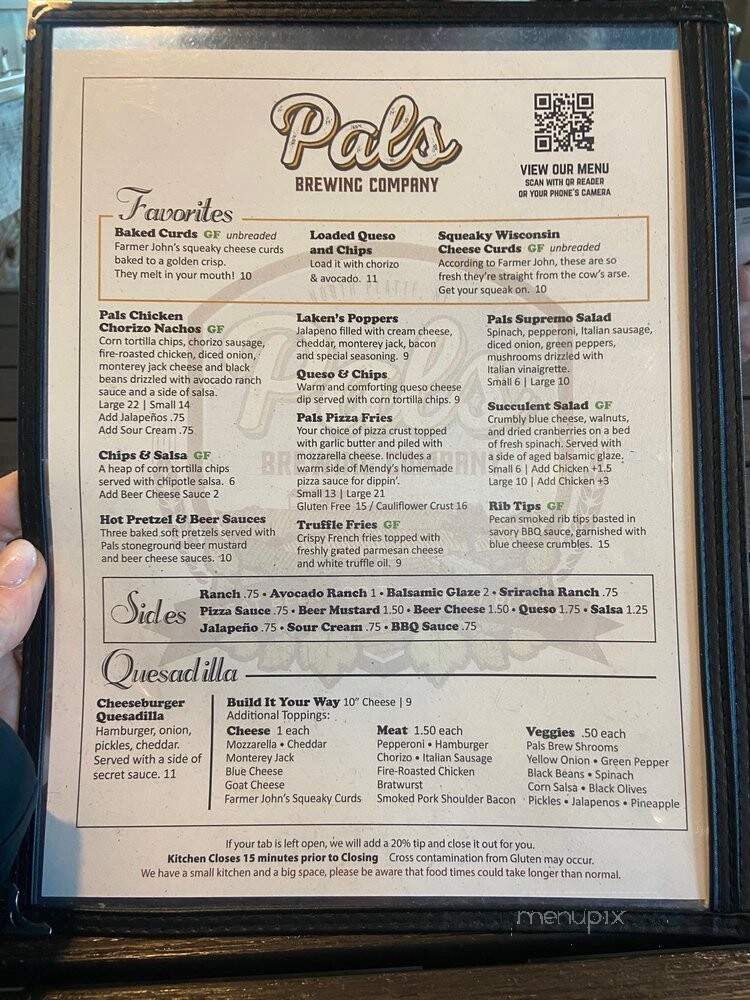 Pals
BREWING COMPANY
VIEW OUR MENU
SCAN WITH QR READER
OR YOUR PHONE'S CAMERA
Favorites
Baked Curds GF unbreaded
Farmer John's squeaky cheese curds
baked to a golden crisp.
They melt in your mouth! 10
Loaded Queso
and Chips
Load it with chorizo
& avocado. 11
Squeaky Wisconsin
Cheese Curds GF unbreaded
According to Farmer John, these are so
fresh they're straight from the cow's arse.
Get your squeak on. 10
Pals Chicken
Chorizo Nachos GF
Corn tortilla chips, chorizo sausage,
fire-roasted chicken, diced onion,
monterey jack cheese and black
beans drizzled with avocado ranch
sauce and a side of salsa.
Large 22 | Small 14
Add Jalapeños .75
Add Sour Cream .75
Chips & Salsa GF
A heap of corn tortilla chips
served with chipotle salsa. 6
Add Beer Cheese Sauce 2
Hot Pretzel & Beer Sauces
Three baked soft pretzels served with
Pals stoneground beer mustard
and beer cheese sauces. 10
Laken's Poppers
Jalapeno filled with cream cheese,
cheddar, monterey jack, bacon
and special seasoning. 9
Queso & Chips
Warm and comforting queso cheese
dip served with corn tortilla chips. 9
Pals Pizza Fries
Your choice of pizza crust topped
with garlic butter and piled with
mozzarella cheese. Includes a
warm side of Mendy's homemade
pizza sauce for dippin'.
Small 13 | Large 21
Gluten Free 15 / Cauliflower Crust 16
Truffle Fries GF
Crispy French fries topped with
freshly grated parmesan cheese
and white truffle oil. 9
Pals Supremo Salad
Spinach, pepperoni, Italian sausage,
diced onion, green peppers,
mushrooms drizzled with
Italian vinaigrette.
Small 6 | Large 10
Succulent Salad GF
Crumbly blue cheese, walnuts,
and dried cranberries on a bed
of fresh spinach. Served with
a side of aged balsamic glaze.
Small 6 | Add Chicken +1.5
Large 10 | Add Chicken +3
Rib Tips GF
Pecan smoked rib tips basted in
savory BBQ sauce, garnished with
blue cheese crumbles. 15
Sides
Ranch .75 • Avocado Ranch 1 • Balsamic Glaze 2 • Sriracha Ranch .75
Pizza Sauce .75 • Beer Mustard 1.50 • Beer Cheese 1.50 • Queso 1.75 • Salsa 1.25
Jalapeño .75 • Sour Cream .75 • BBQ Sauce .75
Quesadilla
Cheeseburger
Quesadilla
Hamburger, onion,
pickles, cheddar.
Served with a side of
secret sauce. 11
Build It Your Way 10" Cheese | 9
Additional Toppings:
Cheese 1 each
Mozzarella • Cheddar
Monterey Jack
Blue Cheese
Goat Cheese
Farmer John's Squeaky Curds
Meat 1.50 each
Pepperoni • Hamburger
Chorizo • Italian Sausage
Fire-Roasted Chicken
Bratwurst
Smoked Pork Shoulder Bacon
Veggies .50 each
Pals Brew Shrooms
Yellow Onion • Green Pepper
Black Beans • Spinach
Corn Salsa • Black Olives
Pickles • Jalapenos • Pineapple
If your tab is left open, we will add a 20% tip and close it out for you.
Kitchen Closes 15 minutes prior to Closing Cross contamination from Gluten may occur.
We have a small kitchen and a big space, please be aware that food times could take longer than normal.
menupix